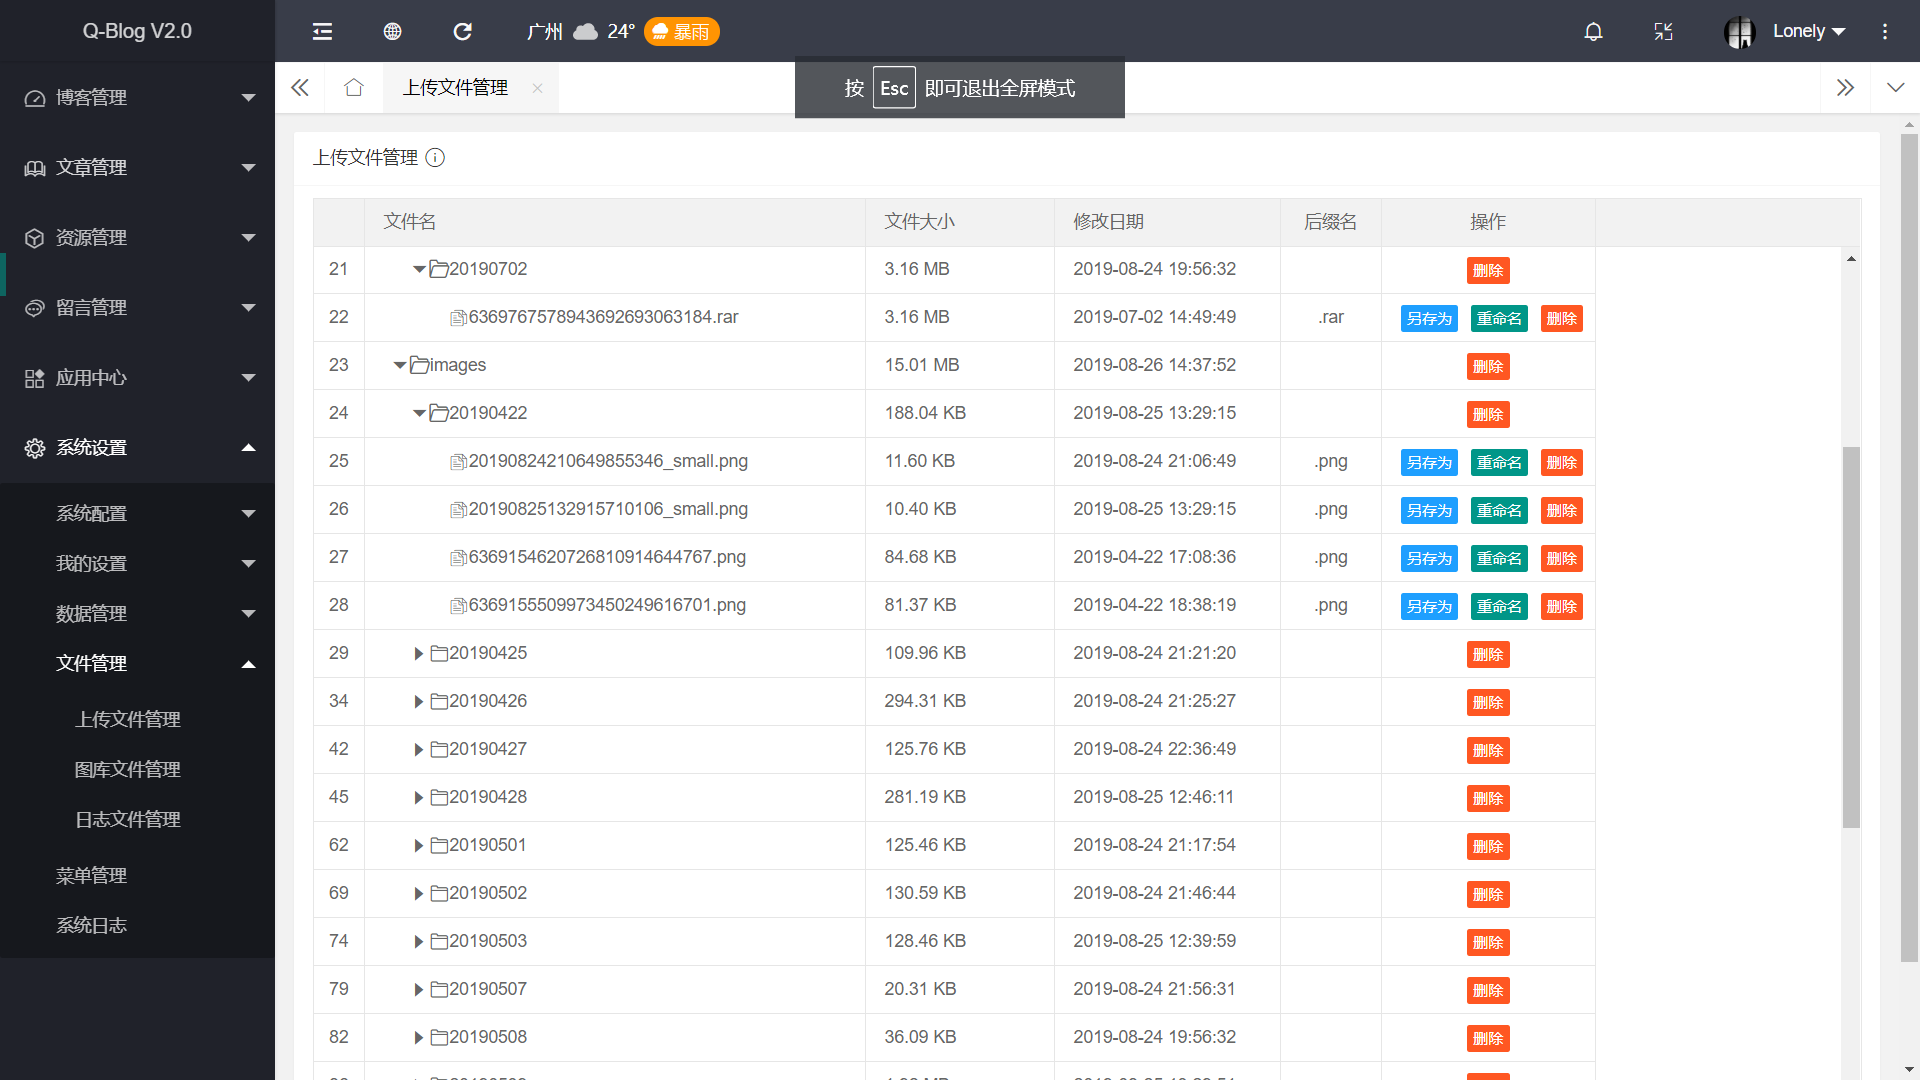 Q-Blog V2.0
广州 24° 暴雨
Lonely
博客管理
文章管理
资源管理
留言管理
应用中心
系统设置
系统配置
我的设置
数据管理
文件管理
上传文件管理
图库文件管理
日志文件管理
菜单管理
系统日志
上传文件管理
按 Esc 即可退出全屏模式
上传文件管理
文件名 文件大小 修改日期 后缀名 操作
21 20190702 3.16 MB 2019-08-24 19:56:32 删除
22 6369767578943692693063184.rar 3.16 MB 2019-07-02 14:49:49 .rar 另存为 重命名 删除
23 images 15.01 MB 2019-08-26 14:37:52 删除
24 20190422 188.04 KB 2019-08-25 13:29:15 删除
25 20190824210649855346_small.png 11.60 KB 2019-08-24 21:06:49 .png 另存为 重命名 删除
26 20190825132915710106_small.png 10.40 KB 2019-08-25 13:29:15 .png 另存为 重命名 删除
27 6369154620726810914644767.png 84.68 KB 2019-04-22 17:08:36 .png 另存为 重命名 删除
28 6369155509973450249616701.png 81.37 KB 2019-04-22 18:38:19 .png 另存为 重命名 删除
29 20190425 109.96 KB 2019-08-24 21:21:20 删除
34 20190426 294.31 KB 2019-08-24 21:25:27 删除
42 20190427 125.76 KB 2019-08-24 22:36:49 删除
45 20190428 281.19 KB 2019-08-25 12:46:11 删除
62 20190501 125.46 KB 2019-08-24 21:17:54 删除
69 20190502 130.59 KB 2019-08-24 21:46:44 删除
74 20190503 128.46 KB 2019-08-25 12:39:59 删除
79 20190507 20.31 KB 2019-08-24 21:56:31 删除
82 20190508 36.09 KB 2019-08-24 19:56:32 删除